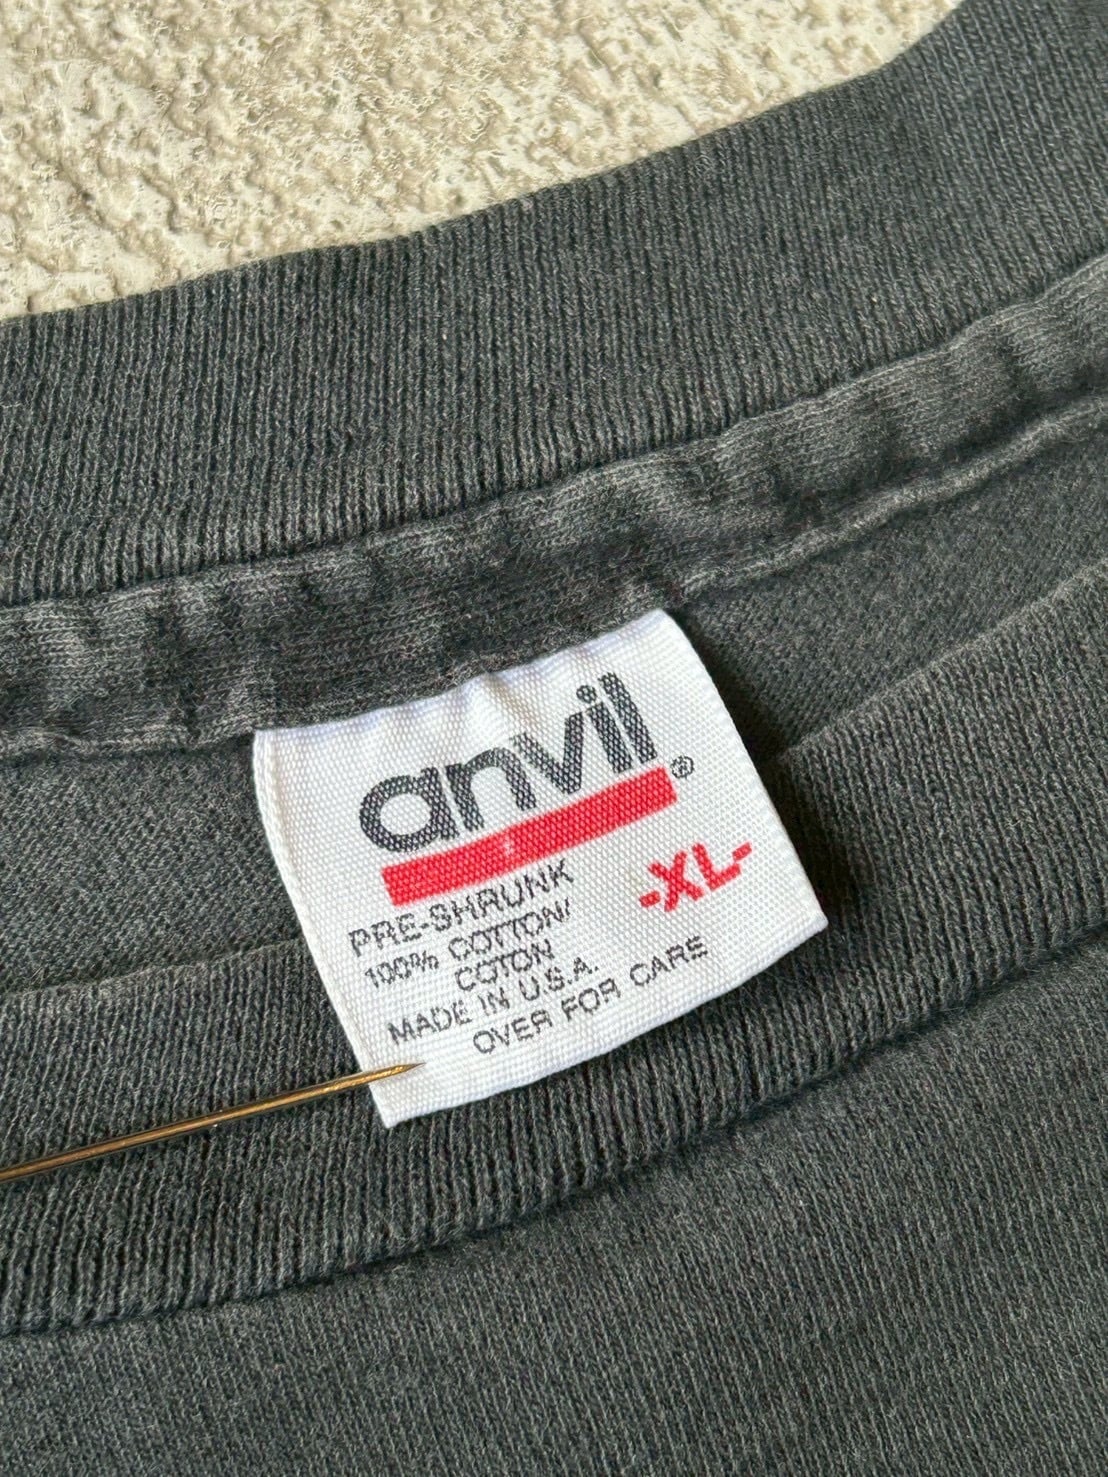 anvil®
-XL-
PRE-SHRUNK
100% COTTON/
COTON
MADE IN U.S.A.
OVER FOR CARE